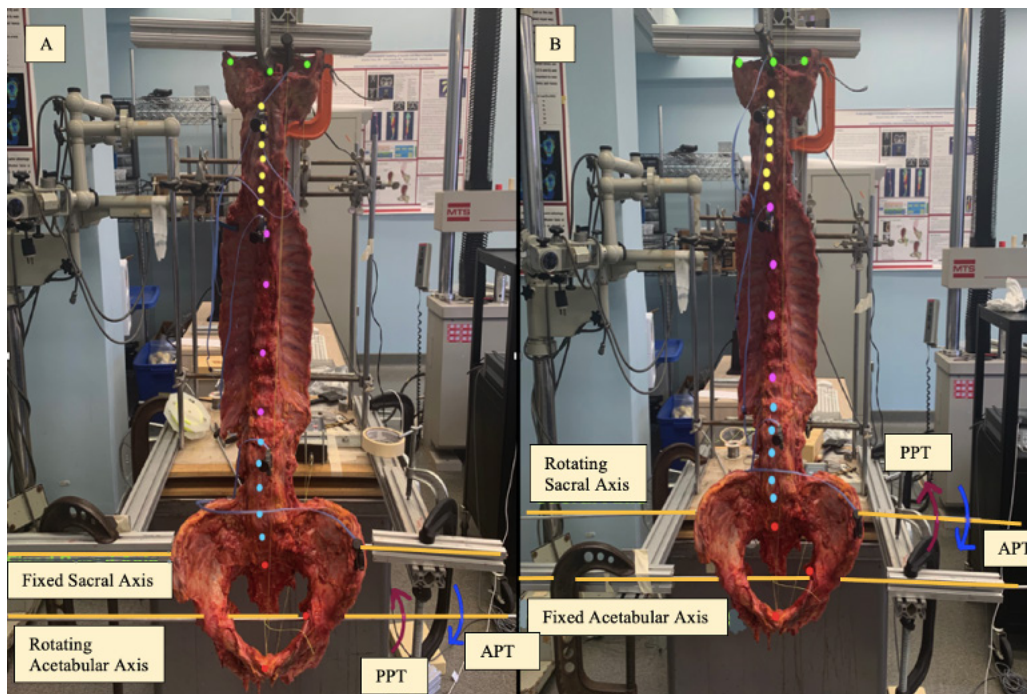 A
MTS
Fixed Sacral Axis
Rotating
Acetabular Axis
PPT
APT
B
MTS
Rotating
Sacral Axis
PPT
APT
Fixed Acetabular Axis